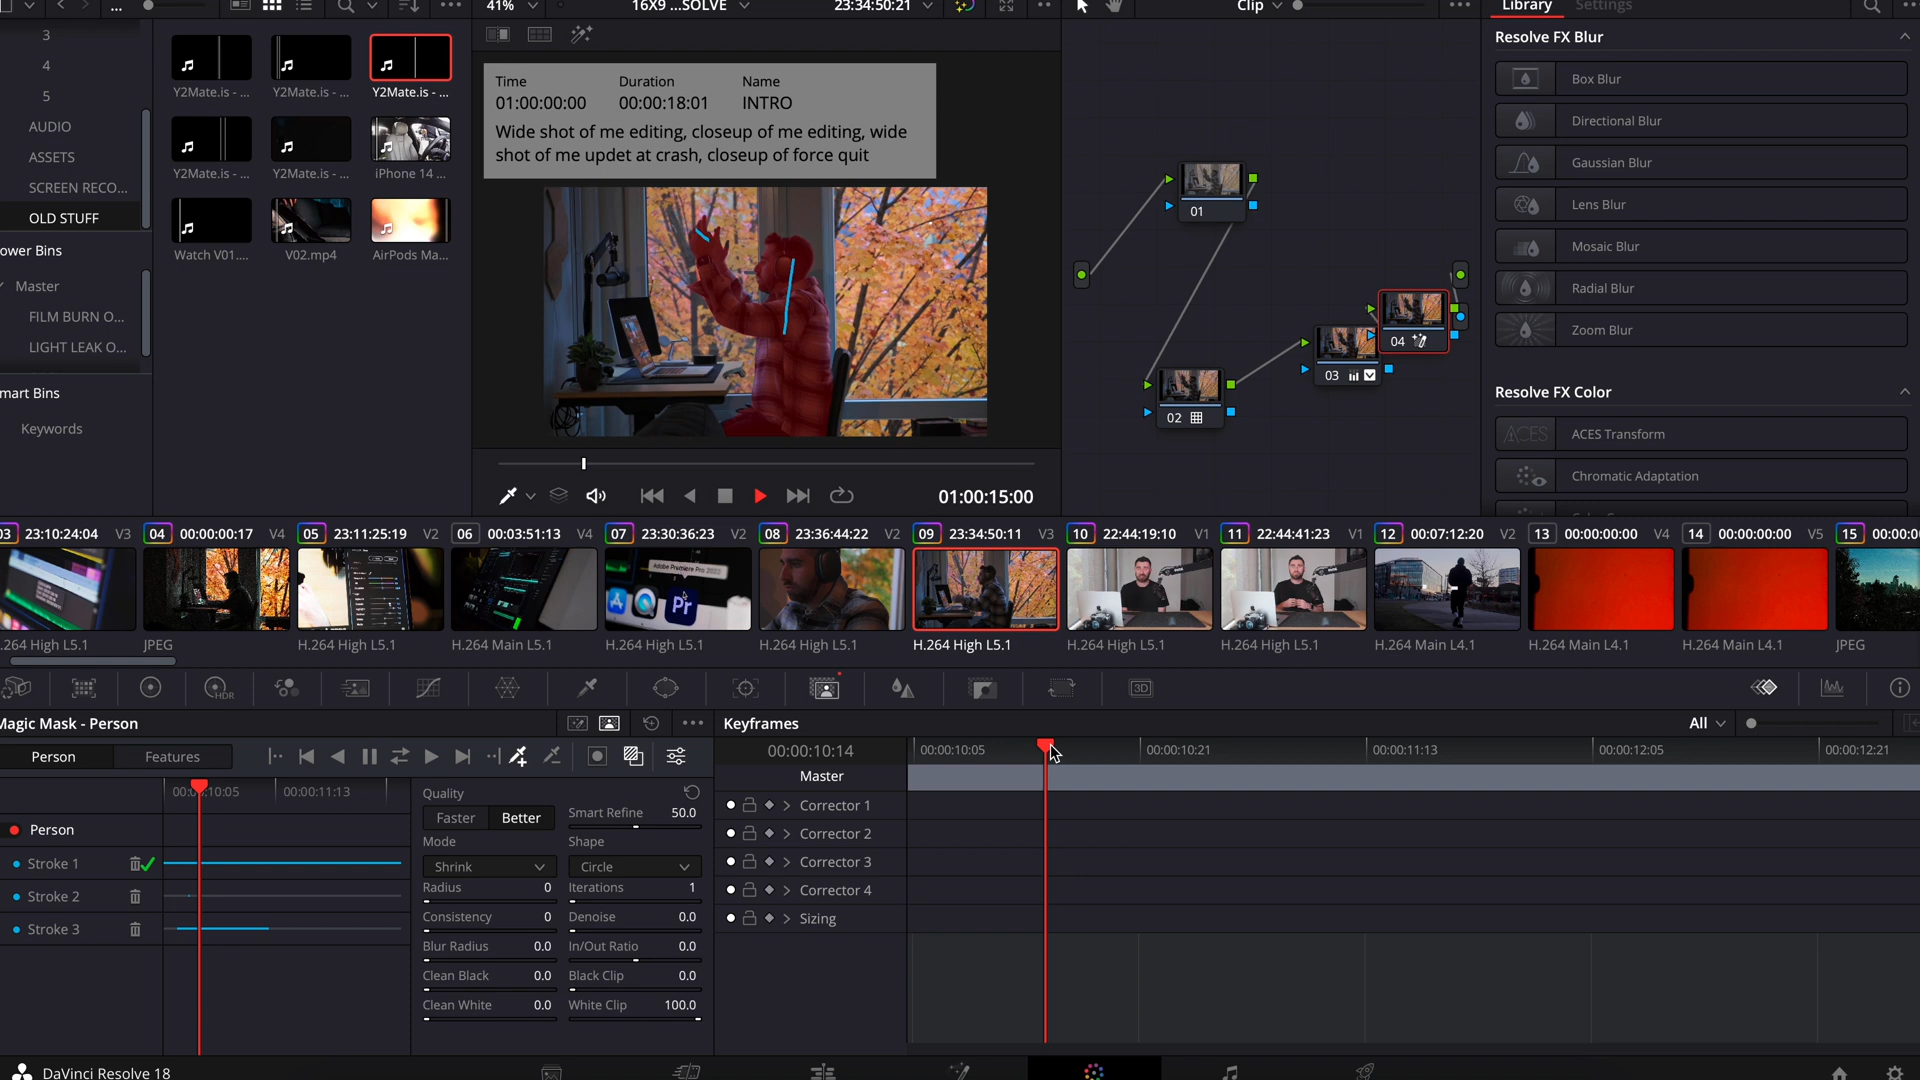 41%
16X9 ...SOLVE
23:34:50:21
Clip
Library
Settings
3
4
5
AUDIO
ASSETS
SCREEN RECO...
OLD STUFF
ower Bins
Master
FILM BURN O...
LIGHT LEAK O...
mart Bins
Keywords
Y2Mate.is - ...
Y2Mate.is - ...
Y2Mate.is - ...
Y2Mate.is - ...
Y2Mate.is - ...
iPhone 14 ...
Watch V01....
V02.mp4
AirPods Ma...
Time
Duration
Name
01:00:00:00
00:00:18:01
INTRO
Wide shot of me editing, closeup of me editing, wide
shot of me updet at crash, closeup of force quit
01:00:15:00
01
02
03
04
Resolve FX Blur
Box Blur
Directional Blur
Gaussian Blur
Lens Blur
Mosaic Blur
Radial Blur
Zoom Blur
Resolve FX Color
ACES
ACES Transform
Chromatic Adaptation
03 23:10:24:04 V3
04 00:00:00:17 V4
05 23:11:25:19 V2
06 00:03:51:13 V4
07 23:30:36:23 V2
08 23:36:44:22 V2
09 23:34:50:11 V3
10 22:44:19:10 V1
11 22:44:41:23 V1
12 00:07:12:20 V2
13 00:00:00:00 V4
14 00:00:00:00 V5
15 00:00:0
Adobe Premiere Pro 2022
Pr
.264 High L5.1
JPEG
H.264 High L5.1
H.264 Main L5.1
H.264 High L5.1
H.264 High L5.1
H.264 High L5.1
H.264 High L5.1
H.264 High L5.1
H.264 Main L4.1
H.264 Main L4.1
H.264 Main L4.1
JPEG
HDR
3D
Magic Mask - Person
Person
Features
00:00:10:05
00:00:11:13
Person
Stroke 1
Stroke 2
Stroke 3
Quality
Faster
Better
Smart Refine 50.0
Mode
Shape
Shrink
Circle
Radius 0
Iterations 1
Consistency 0
Denoise 0.0
Blur Radius 0.0
In/Out Ratio 0.0
Clean Black 0.0
Black Clip 0.0
Clean White 0.0
White Clip 100.0
Keyframes
All
00:00:10:14
00:00:10:05
00:00:10:21
00:00:11:13
00:00:12:05
00:00:12:21
Master
Corrector 1
Corrector 2
Corrector 3
Corrector 4
Sizing
DaVinci Resolve 18